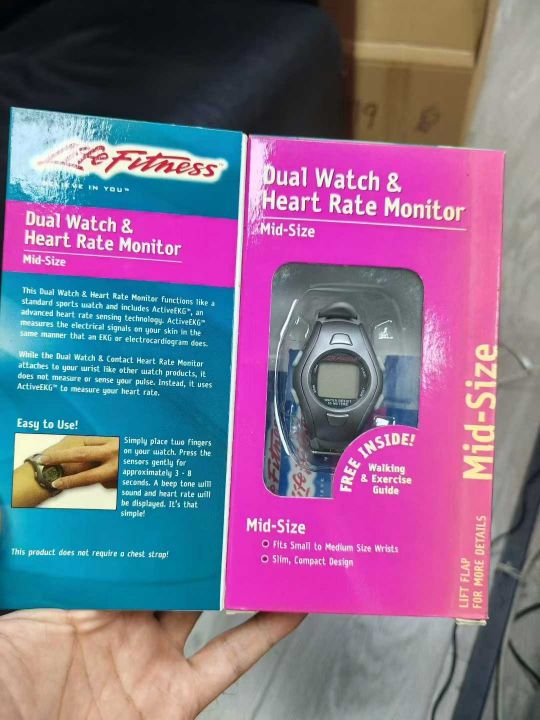 Life Fitness
IEVE IN YOU™
Dual Watch &
Heart Rate Monitor
Mid-Size
This Dual Watch & Heart Rate Monitor functions like a
standard sports watch and includes ActiveEKG™, an
advanced heart rate sensing technology. ActiveEKG™
measures the electrical signals on your skin in the
same manner that an EKG or electrocardiogram does.
While the Dual Watch & Contact Heart Rate Monitor
attaches to your wrist like other watch products, it
does not measure or sense your pulse. Instead, it uses
ActiveEKG™ to measure your heart rate.
Easy to Use!
Simply place two fingers
on your watch. Press the
sensors gently for
approximately 3 - 8
seconds. A beep tone will
sound and heart rate will
be displayed. It's that
simple!
This product does not require a chest strap!
Dual Watch &
Heart Rate Monitor
Mid-Size
WATER RESIST
FREE INSIDE!
Walking
& Exercise
Guide
Mid-Size
Fits Small to Medium Size Wrists
Slim, Compact Design
Mid-Size
LIFT FLAP
FOR MORE DETAILS